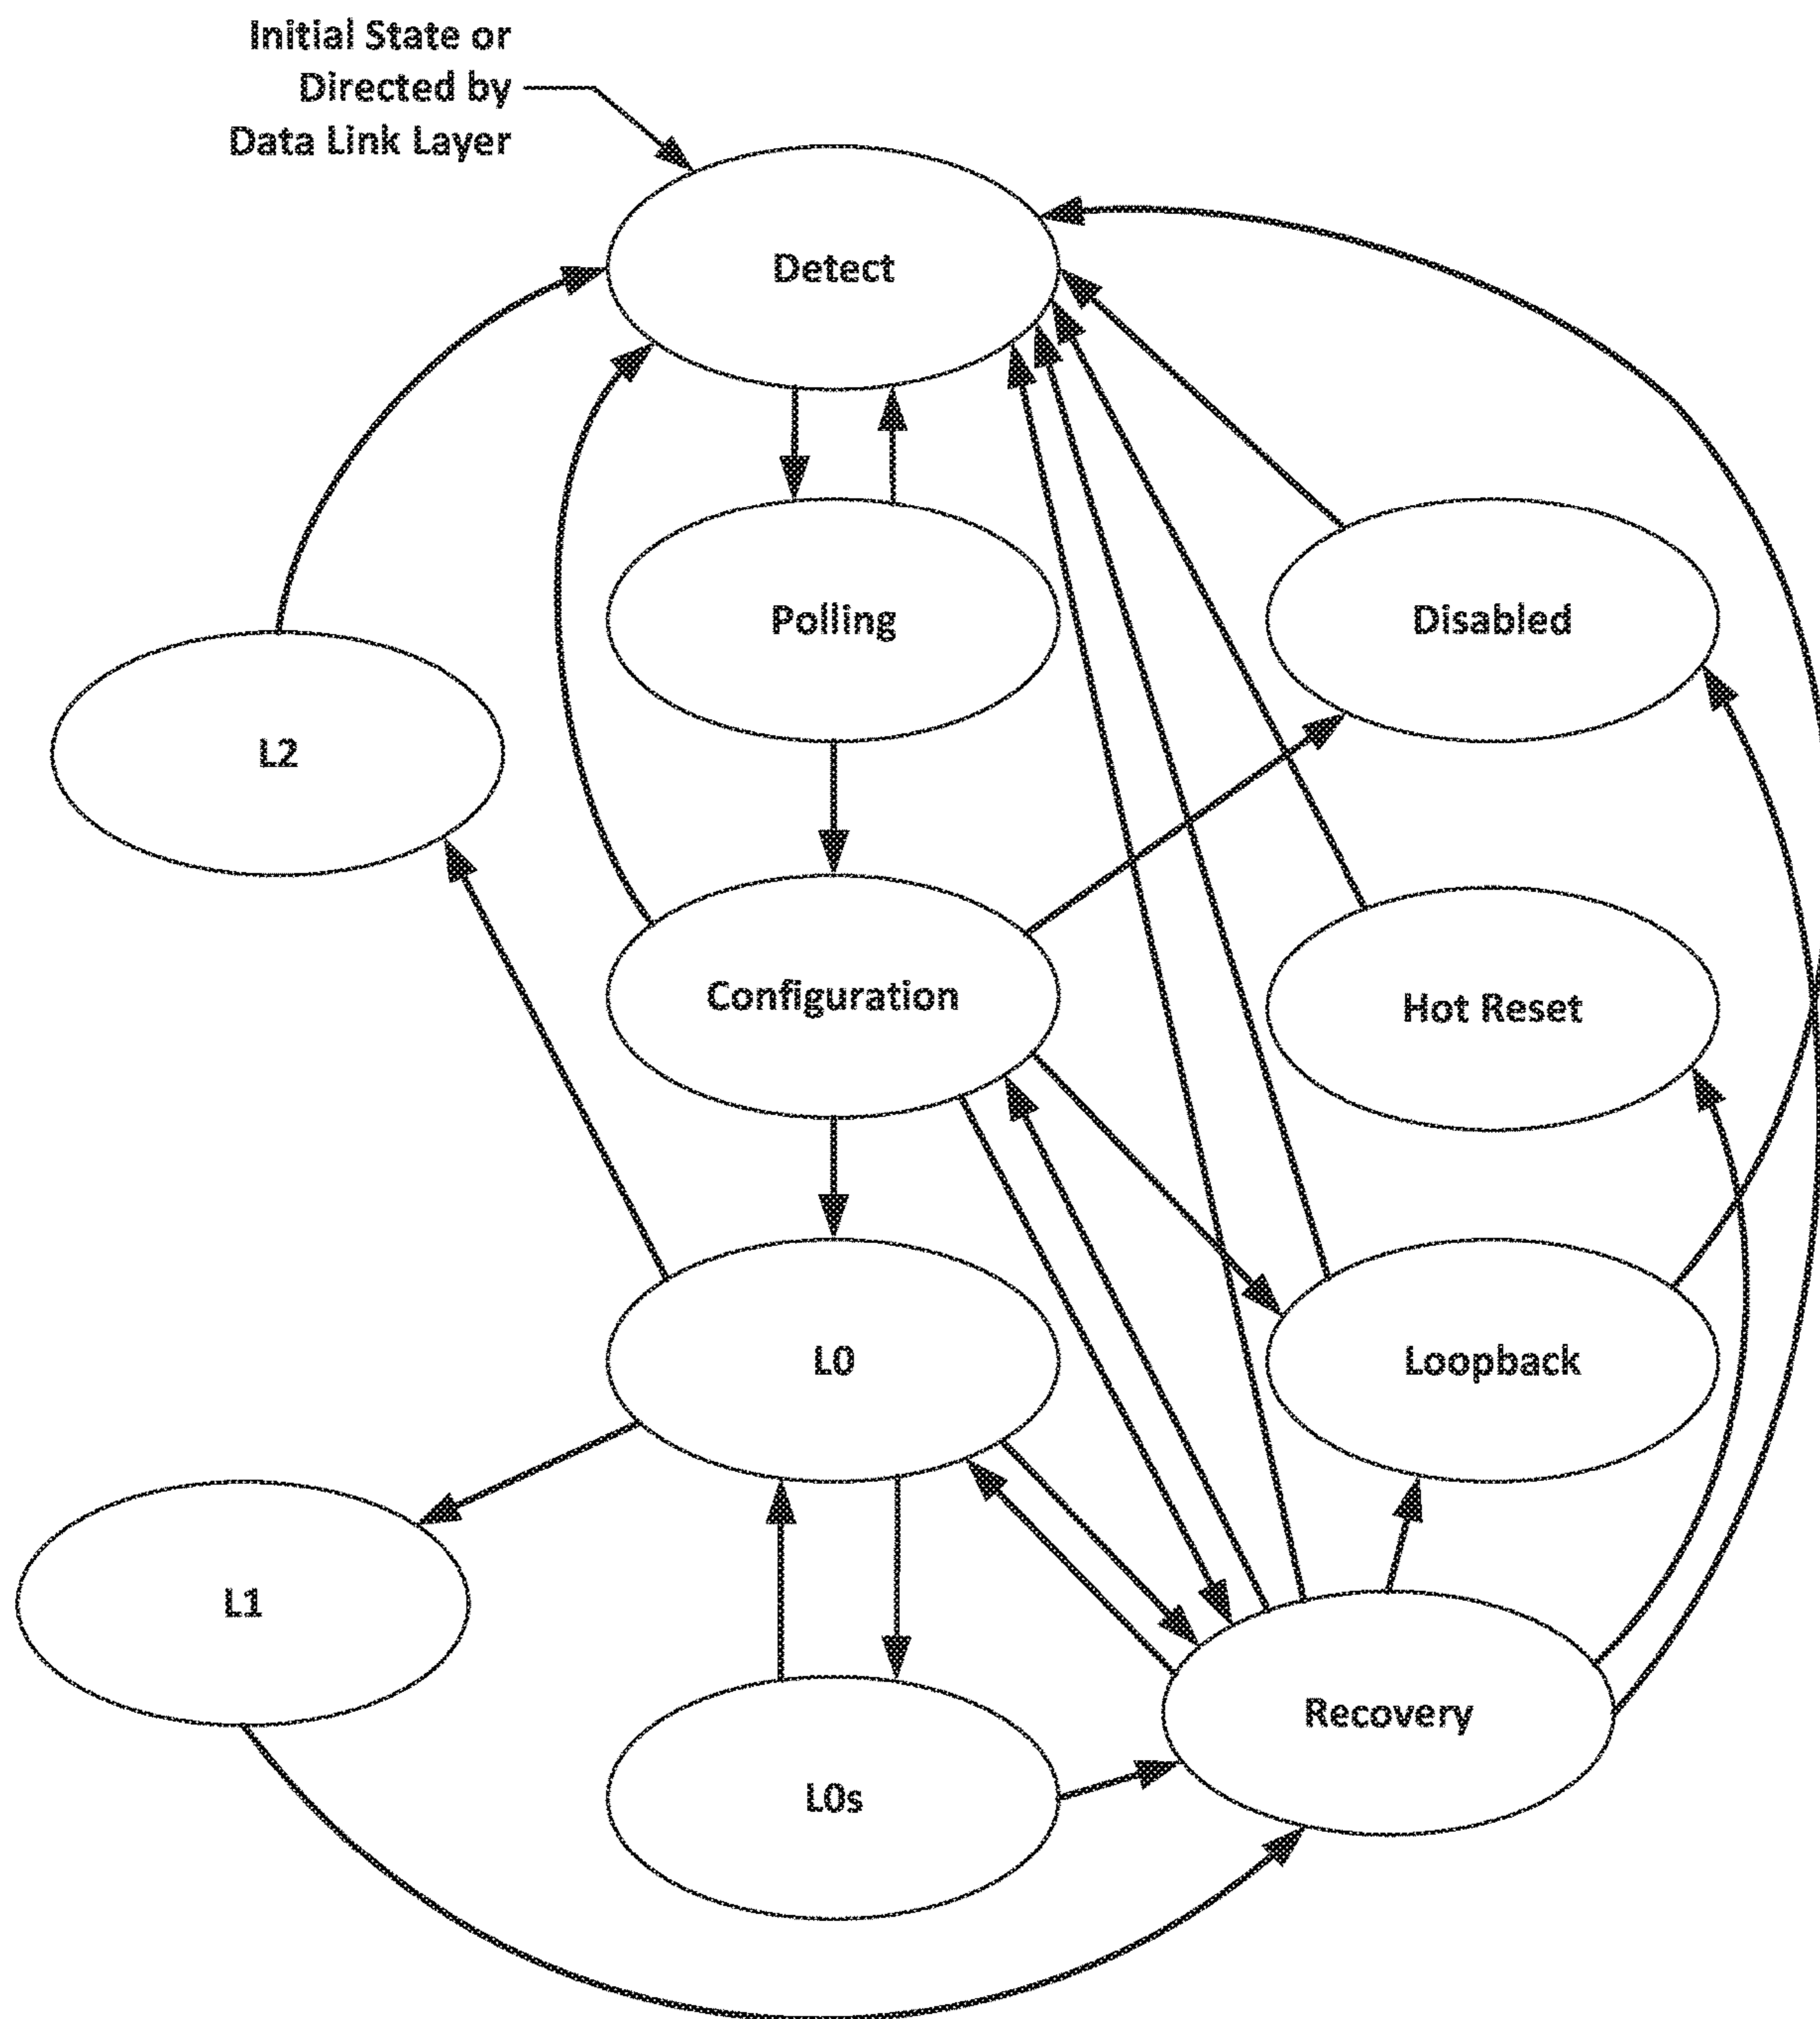 Initial State or
Directed by
Data Link Layer
Detect
Polling
Disabled
L2
Configuration
Hot Reset
L0
Loopback
L1
Recovery
L0s